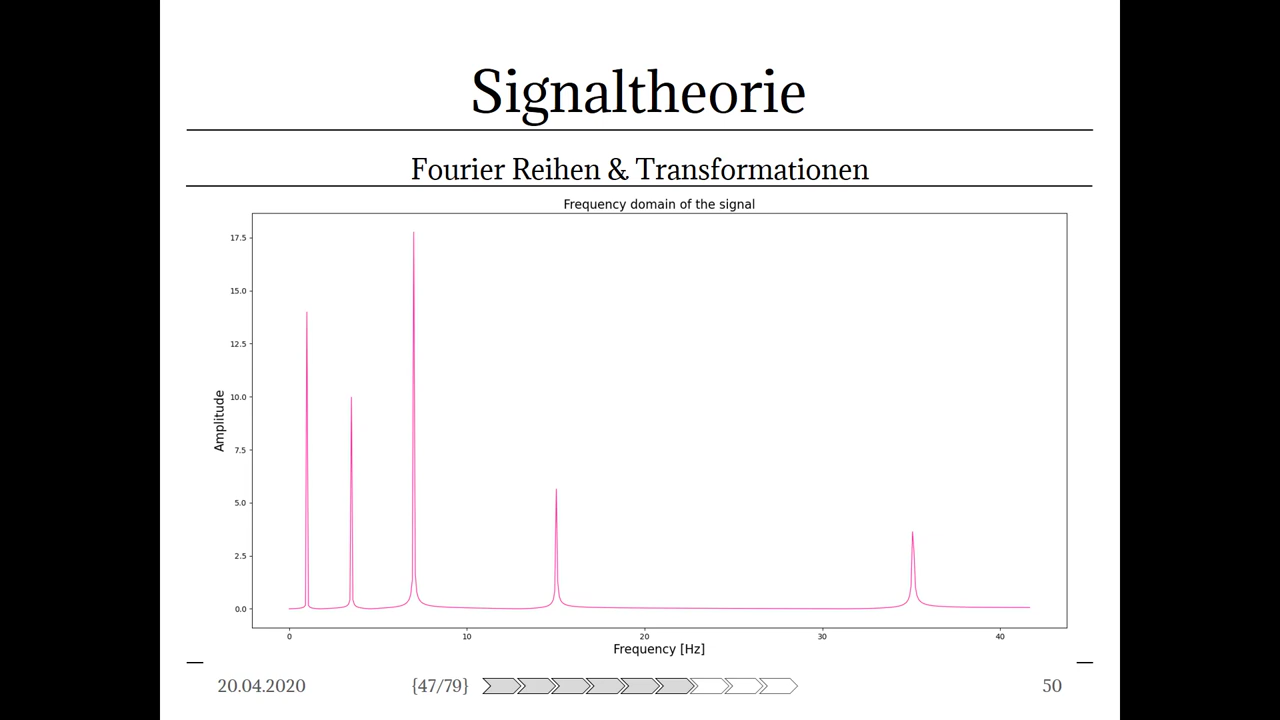 Signaltheorie
Fourier Reihen & Transformationen
Frequency domain of the signal
17.5
15.0
12.5
10.0
7.5
5.0
2.5
0.0
Amplitude
0 10 20 30 40
Frequency [Hz]
20.04.2020 {47/79} 50